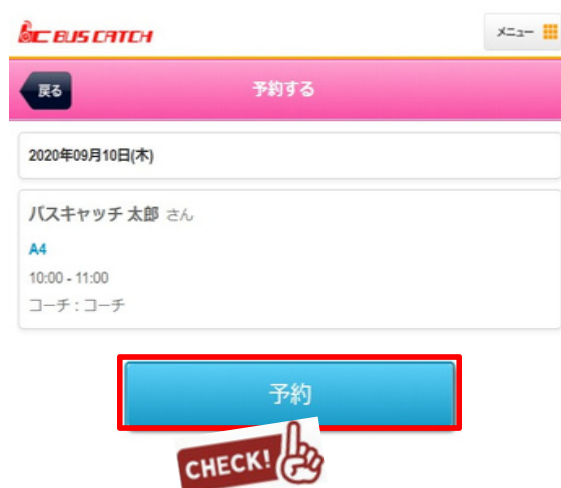 BUS CATCH
メニュー
戻る
予約する
2020年09月10日(木)
バスキャッチ 太郎 さん
A4
10:00 - 11:00
コーチ : コーチ
予約
CHECK!